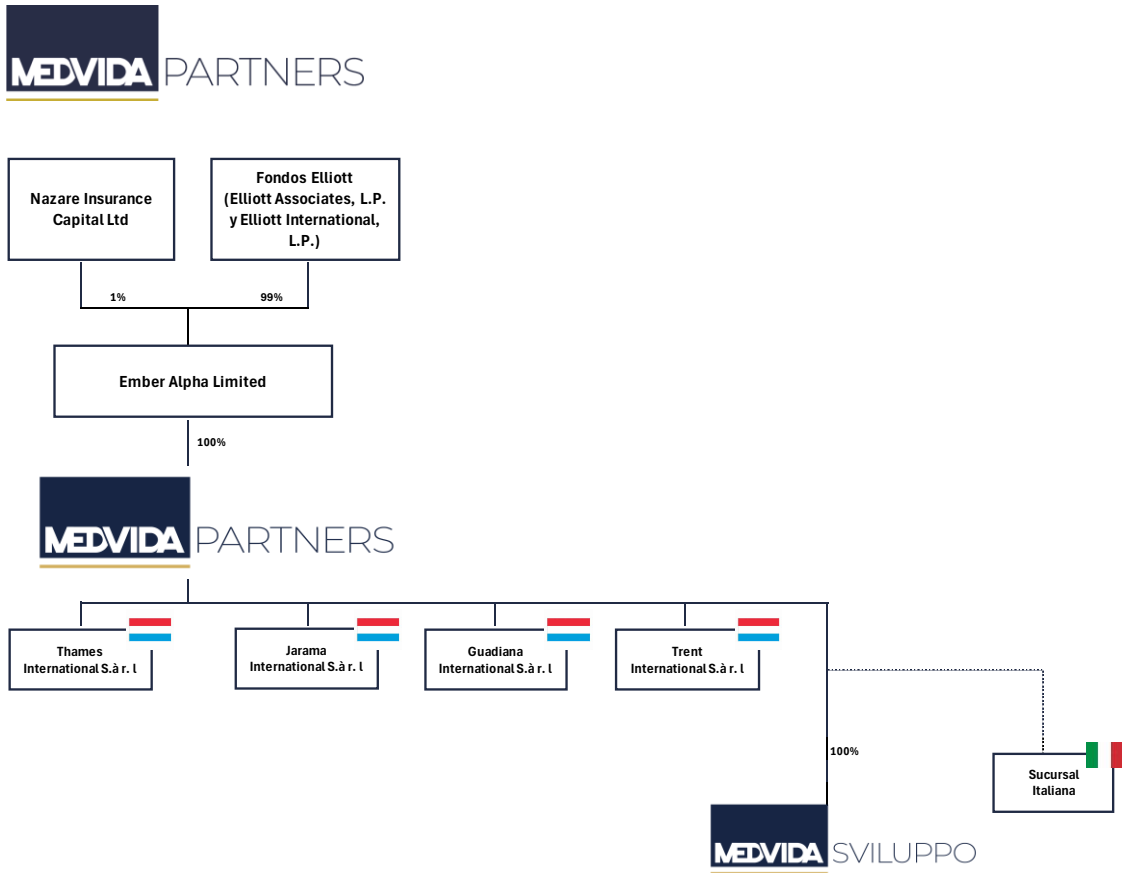 MEDVIDA PARTNERS
Nazare Insurance
Capital Ltd
Fondos Elliott
(Elliott Associates, L.P.
y Elliott International,
L.P.)
1%
99%
Ember Alpha Limited
100%
MEDVIDA PARTNERS
Thames
International S.à r. l
Jarama
International S.à r. l
Guadiana
International S.à r. l
Trent
International S.à r. l
100%
Sucursal
Italiana
MEDVIDA SVILUPPO